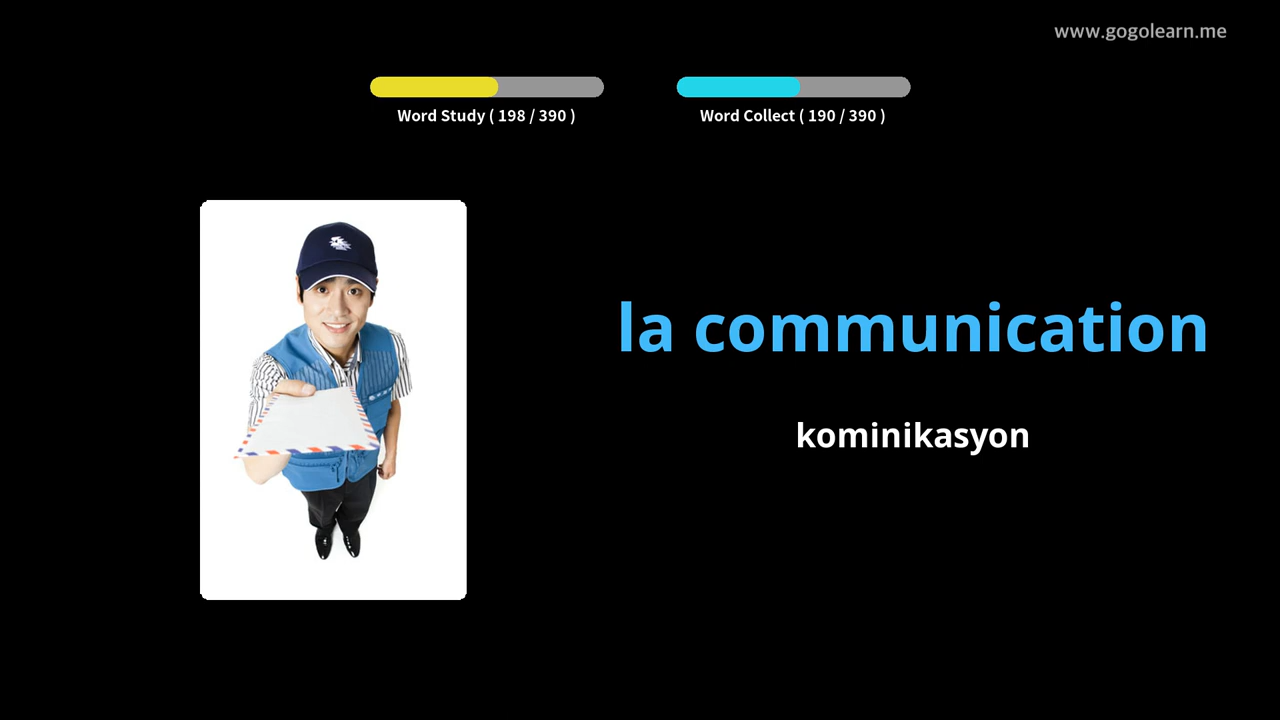 www.gogolearn.me
Word Study ( 198 / 390 )
Word Collect ( 190 / 390 )
la communication
kominikasyon